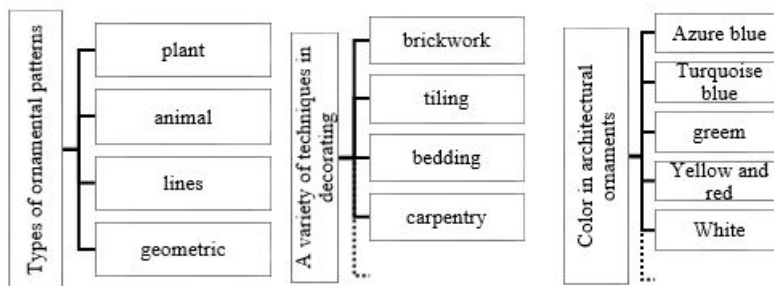 Types of ornamental patterns
plant
animal
lines
geometric
A variety of techniques in
decorating
brickwork
tiling
bedding
carpentry
Color in architectural
ornaments
Azure blue
Turquoise
blue
greem
Yellow and
red
White